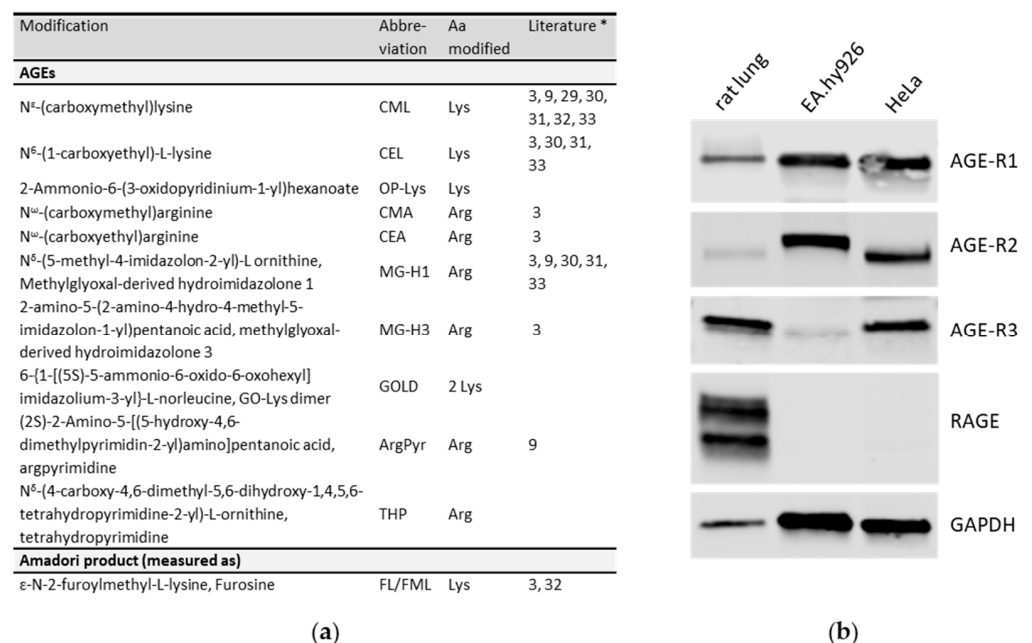 Modification Abbre-viation Aa modified Literature *
AGEs
Nᵋ-(carboxymethyl)lysine CML Lys 3, 9, 29, 30,
31, 32, 33
Nᵟ-(1-carboxyethyl)-L-lysine CEL Lys 3, 30, 31,
33
2-Ammonio-6-(3-oxidopyridinium-1-yl)hexanoate OP-Lys Lys
Nᵚ-(carboxymethyl)arginine CMA Arg 3
Nᵚ-(carboxyethyl)arginine CEA Arg 3
Nᵟ-(5-methyl-4-imidazolon-2-yl)-L ornithine,
Methylglyoxal-derived hydroimidazolone 1 MG-H1 Arg 3, 9, 30, 31,
33
2-amino-5-(2-amino-4-hydro-4-methyl-5-
imidazolon-1-yl)pentanoic acid, methylglyoxal- MG-H3 Arg 3
derived hydroimidazolone 3
6-{1-[(5S)-5-ammonio-6-oxido-6-oxohexyl]
imidazolium-3-yl}-L-norleucine, GO-Lys dimer GOLD 2 Lys
(2S)-2-Amino-5-[(5-hydroxy-4,6-
dimethylpyrimidin-2-yl)amino]pentanoic acid, ArgPyr Arg 9
argpyrimidine
Nᵟ-(4-carboxy-4,6-dimethyl-5,6-dihydroxy-1,4,5,6-
tetrahydropyrimidine-2-yl)-L-ornithine, THP Arg
tetrahydropyrimidine
Amadori product (measured as)
ε-N-2-furoylmethyl-L-lysine, Furosine FL/FML Lys 3, 32
(a)
rat lung
EA.hy926
HeLa
AGE-R1
AGE-R2
AGE-R3
RAGE
GAPDH
(b)